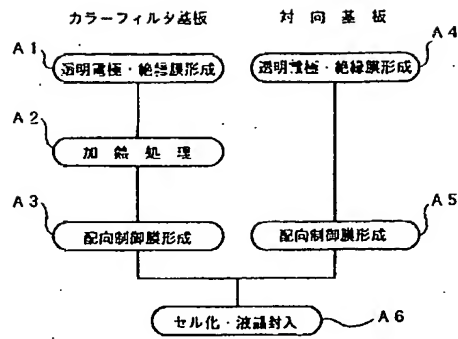 カラーフィルタ基板
対向基板
A1
透明電極・絶縁膜形成
A4
透明電極・絶縁膜形成
A2
加熱処理
A3
配向制御膜形成
A5
配向制御膜形成
セル化・液晶封入
A6